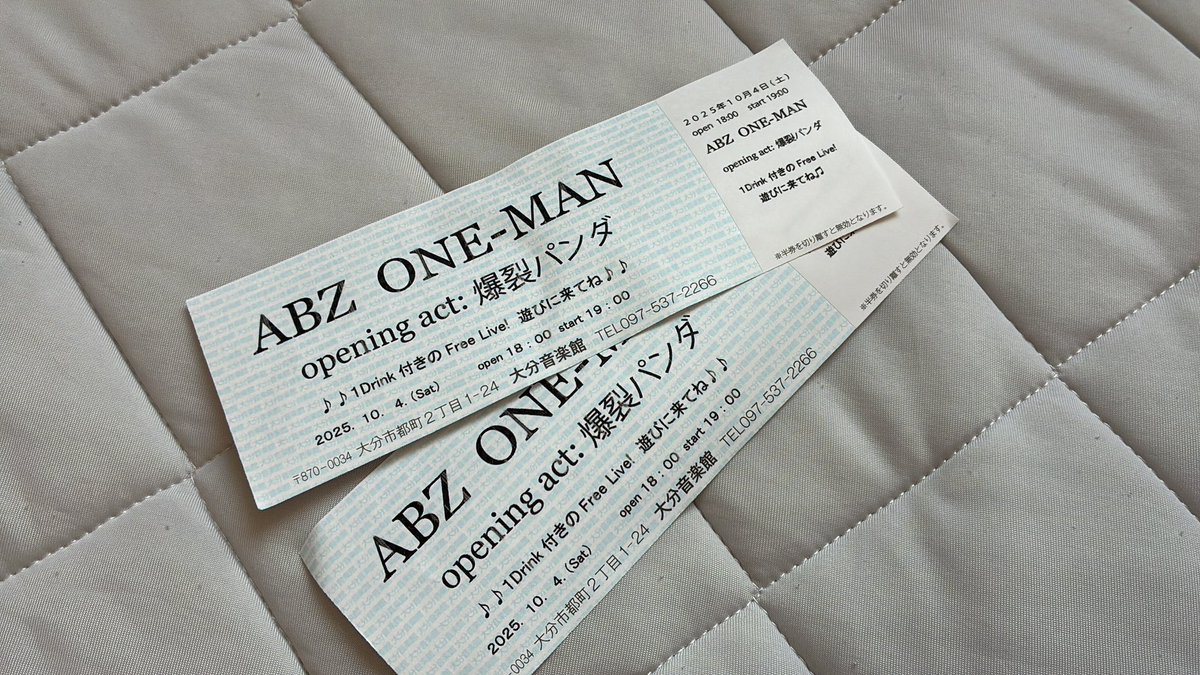 ABZ ONE-MAN
opening act: 爆裂パンダ
♪♪1Drink 付きの Free Live! 遊びに来てね♪♪
2025. 10. 4. (Sat) open 18：00 start 19：00
〒870-0034 大分市都町２丁目1-24 大分音楽館 TEL097-537-2266
２０２５年１０月４日(土)
open 18:00 start 19:00
ABZ ONE-MAN
opening act: 爆裂パンダ
1Drink 付きの Free Live!
遊びに来てね♫
※半券を切り離すと無効となります。
ABZ ONE-
opening act: 爆裂パンダ
♪♪1Drink 付きの Free Live! 遊びに来てね♪♪
2025. 10. 4. (Sat) open 18：00 start 19：00
-0034 大分市都町２丁目1-24 大分音楽館 TEL097-537-2266
遊びに
※半券を切り離すと無効となります。